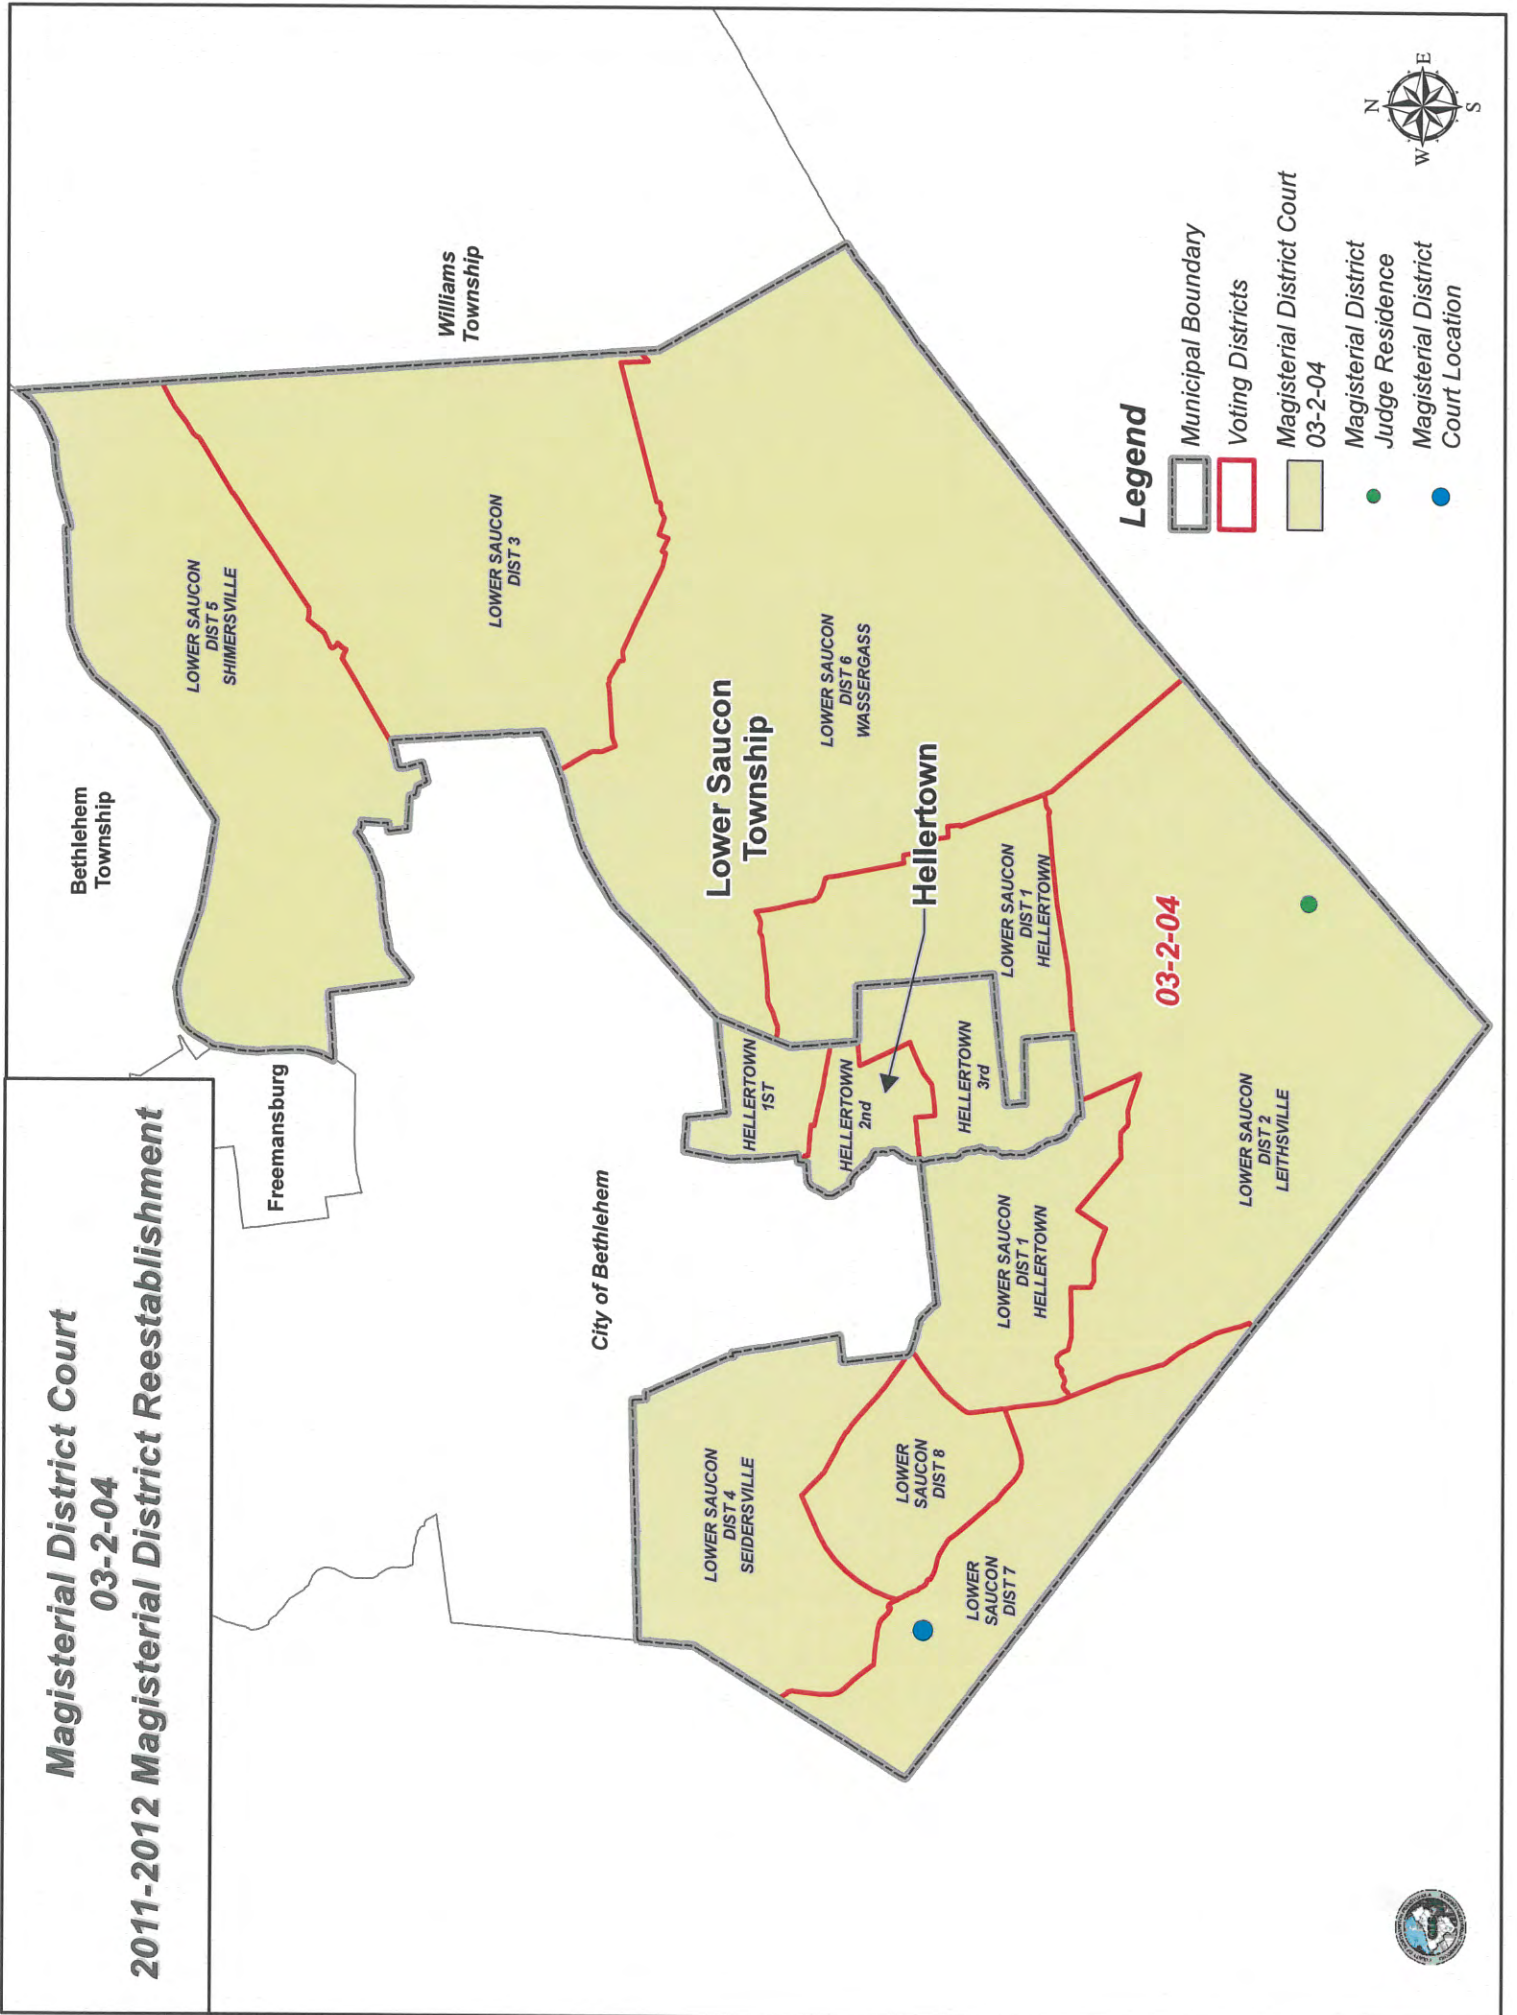 Magisterial District Court
03-2-04
2011-2012 Magisterial District Reestablishment
Freemansburg
Bethlehem
Township
Williams
Township
City of Bethlehem
LOWER SAUCON
DIST 5
SHIMERSVILLE
LOWER SAUCON
DIST 3
Lower Saucon
Township
LOWER SAUCON
DIST 6
WASSERGASS
Hellertown
HELLERTOWN
1ST
HELLERTOWN
2nd
HELLERTOWN
3rd
LOWER SAUCON
DIST 1
HELLERTOWN
LOWER SAUCON
DIST 4
SEIDERSVILLE
LOWER
SAUCON
DIST 8
LOWER
SAUCON
DIST 7
LOWER SAUCON
DIST 1
HELLERTOWN
03-2-04
LOWER SAUCON
DIST 2
LEITHSVILLE
Legend
Municipal Boundary
Voting Districts
Magisterial District Court
03-2-04
Magisterial District
Judge Residence
Magisterial District
Court Location
N
W
E
S